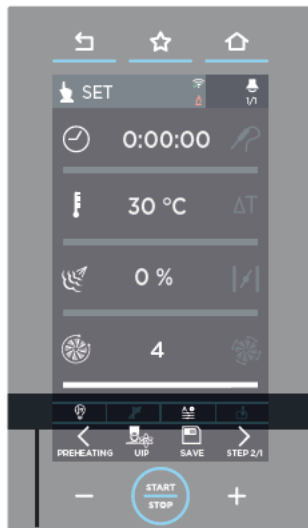 SET
1/1
0:00:00
30 °C
ΔT
0 %
4
PREHEATING UIP SAVE STEP 2/1
START
STOP